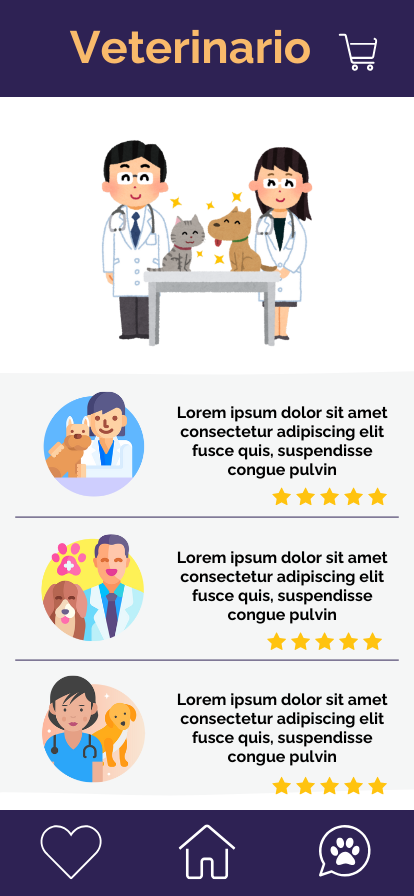 Veterinario
Lorem ipsum dolor sit amet
consectetur adipiscing elit
fusce quis, suspendisse
congue pulvin
Lorem ipsum dolor sit amet
consectetur adipiscing elit
fusce quis, suspendisse
congue pulvin
Lorem ipsum dolor sit amet
consectetur adipiscing elit
fusce quis, suspendisse
congue pulvin